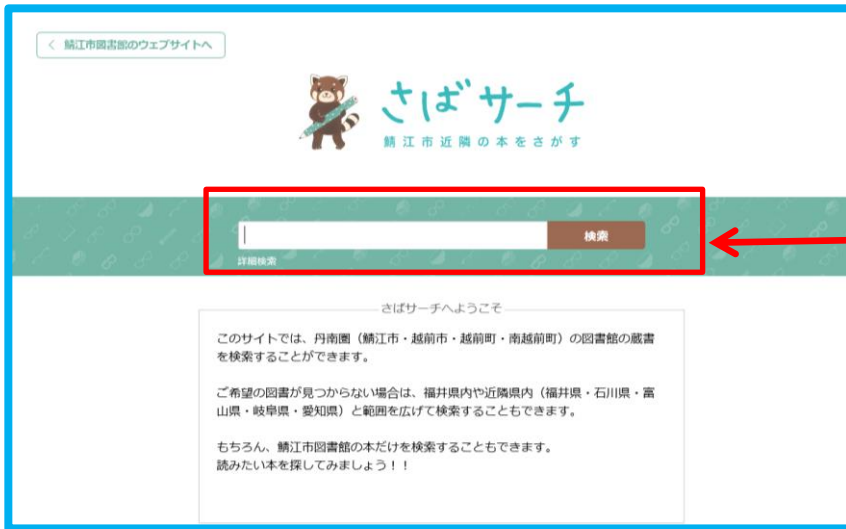 〈 鯖江市図書館のウェブサイトへ
さばサーチ
鯖江市近隣の本をさがす
検索
詳細検索
さばサーチへようこそ
このサイトでは、丹南圏（鯖江市・越前市・越前町・南越前町）の図書館の蔵書
を検索することができます。
ご希望の図書が見つからない場合は、福井県内や近隣県内（福井県・石川県・富
山県・岐阜県・愛知県）と範囲を広げて検索することもできます。
もちろん、鯖江市図書館の本だけを検索することもできます。
読みたい本を探してみましょう！！